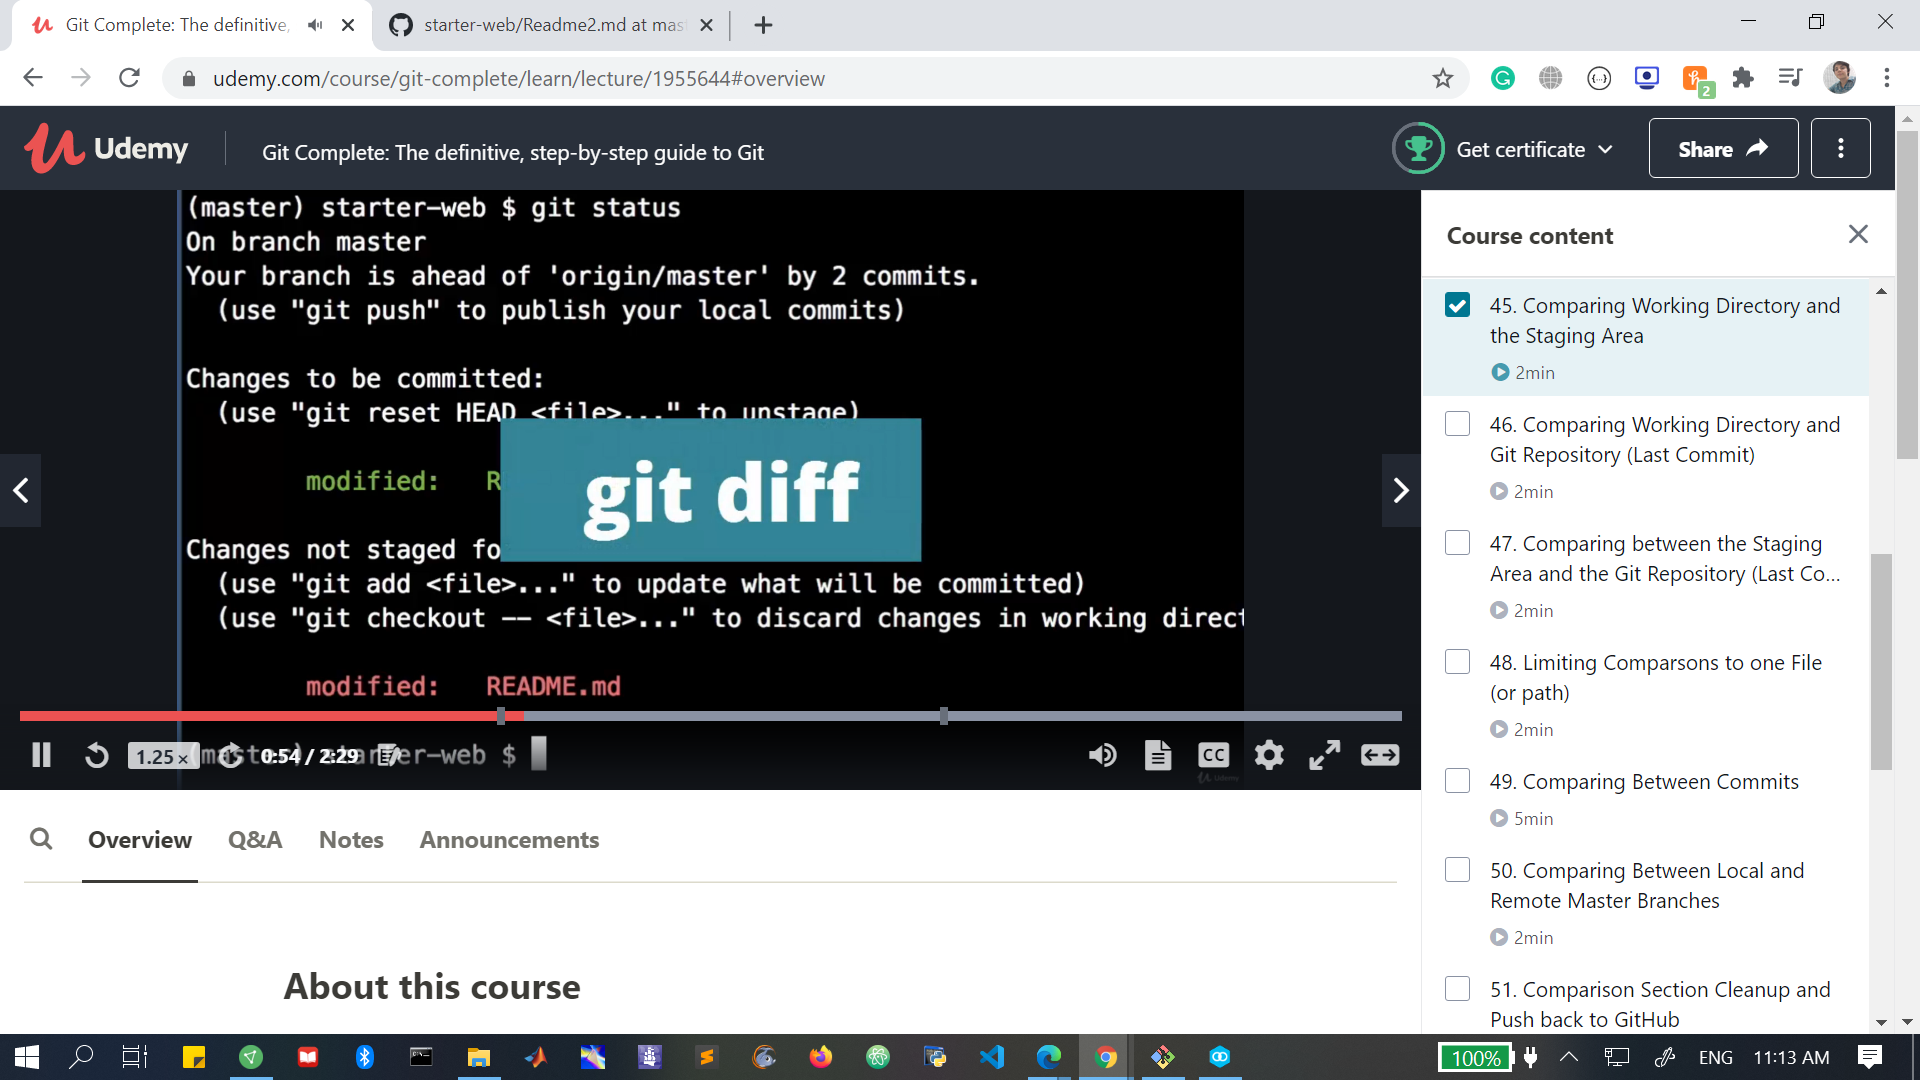 Git Complete: The definitive,
starter-web/Readme2.md at mas
udemy.com/course/git-complete/learn/lecture/1955644#overview
2
Udemy
Git Complete: The definitive, step-by-step guide to Git
Get certificate
Share
(master) starter-web $ git status
On branch master
Your branch is ahead of 'origin/master' by 2 commits.
(use "git push" to publish your local commits)
Changes to be committed:
(use "git reset HEAD <file>..." to unstage)
modified: R
git diff
Changes not staged fo
(use "git add <file>..." to update what will be committed)
(use "git checkout -- <file>..." to discard changes in working direct
modified: README.md
(master) starter-web $
1.25×
0:54 / 2:29
CC
Udemy
Overview
Q&A
Notes
Announcements
About this course
Course content
45. Comparing Working Directory and
the Staging Area
2min
46. Comparing Working Directory and
Git Repository (Last Commit)
2min
47. Comparing between the Staging
Area and the Git Repository (Last Co...
2min
48. Limiting Comparsons to one File
(or path)
2min
49. Comparing Between Commits
5min
50. Comparing Between Local and
Remote Master Branches
2min
51. Comparison Section Cleanup and
Push back to GitHub
100%
ENG
11:13 AM